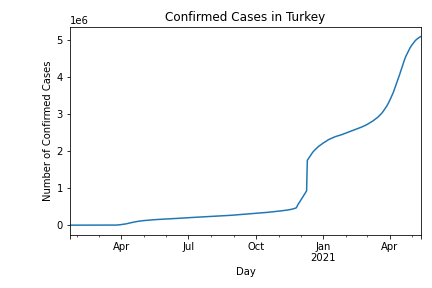 Confirmed Cases in Turkey
1e6
5
4
3
2
1
0
Number of Confirmed Cases
Apr
Jul
Oct
Jan
2021
Apr
Day